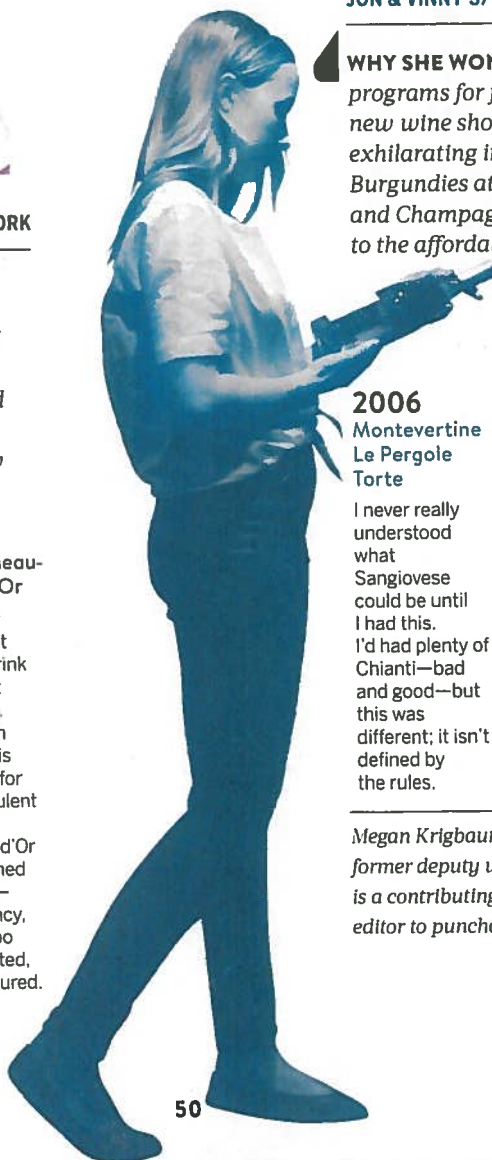 JON & VINNY'S/
WHY SHE WON
programs for
new wine sho
exhilarating i
Burgundies at
and Champag
to the afforda
ORK
2006
Montevertine
Le Pergole
Torte
I never really
understood
what
Sangiovese
could be until
I had this.
I'd had plenty of
Chianti—bad
and good—but
this was
different; it isn't
defined by
the rules.
Megan Krigbau
former deputy
is a contributing
editor to punch
eau-
Or
t
rink
n
is
for
ulent
d'Or
ned
—
ncy,
oo
ted,
ured.
50